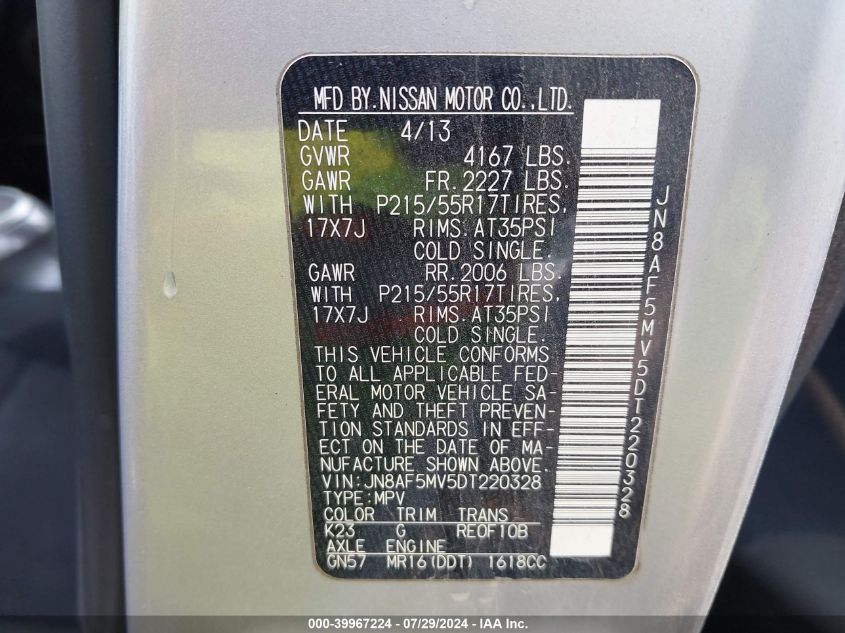 MFD BY.NISSAN MOTOR CO.,LTD.
DATE 4/13
GVWR 4167 LBS.
GAWR FR.2227 LBS.
WITH P215/55R17TIRES,
17X7J RIMS.AT35PSI
COLD SINGLE.
GAWR RR.2006 LBS.
WITH P215/55R17TIRES,
17X7J RIMS.AT35PSI
COLD SINGLE.
THIS VEHICLE CONFORMS
TO ALL APPLICABLE FED-
ERAL MOTOR VEHICLE SA-
FETY AND THEFT PREVEN-
TION STANDARDS IN EFF-
ECT ON THE DATE OF MA-
NUFACTURE SHOWN ABOVE.
VIN:JN8AF5MV5DT220328
TYPE:MPV
COLOR TRIM TRANS
K23 G RE0F10B
AXLE ENGINE
GN57 MR16(DDT) 1618CC
JN8AF5MV5DT220328
000-39967224 - 07/29/2024 - IAA Inc.